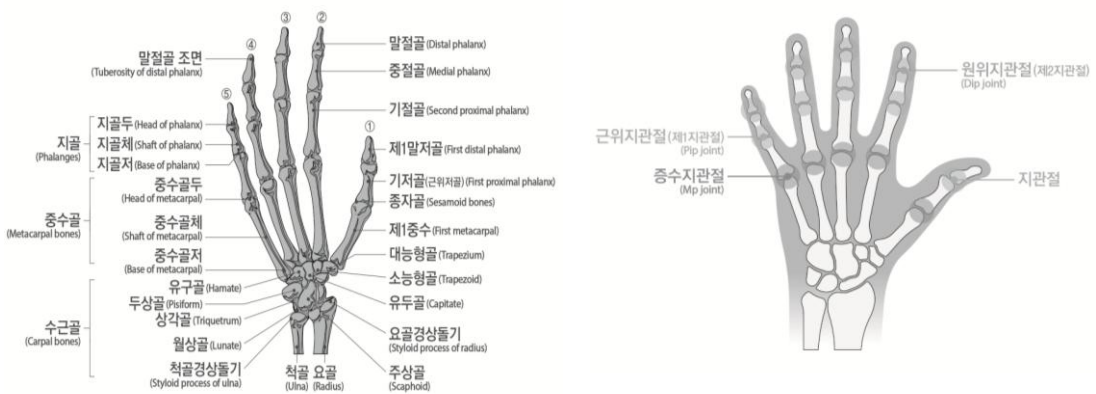 ③
②
④
⑤
①
말절골 조면
(Tuberosity of distal phalanx)
지골
(Phalanges)
지골두(Head of phalanx)
지골체(Shaft of phalanx)
지골저(Base of phalanx)
중수골
(Metacarpal bones)
중수골두
(Head of metacarpal)
중수골체
(Shaft of metacarpal)
중수골저
(Base of metacarpal)
수근골
(Carpal bones)
유구골(Hamate)
두상골(Pisiform)
상각골(Triquetrum)
월상골(Lunate)
척골경상돌기
(Styloid process of ulna)
척골
(Ulna)
요골
(Radius)
말절골(Distal phalanx)
중절골(Medial phalanx)
기절골(Second proximal phalanx)
제1말저골(First distal phalanx)
기저골(근위저골)(First proximal phalanx)
종자골(Sesamoid bones)
제1중수(First metacarpal)
대능형골(Trapezium)
소능형골(Trapezoid)
유두골(Capitate)
요골경상돌기
(Styloid process of radius)
주상골
(Scaphoid)
원위지관절(제2지관절)
(Dip joint)
근위지관절(제1지관절)
(Pip joint)
증수지관절
(Mp joint)
지관절